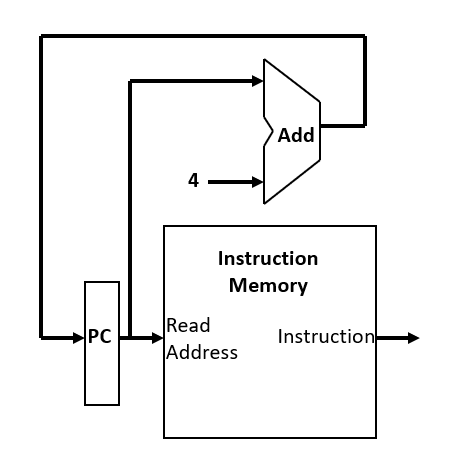 Add
4
Instruction
Memory
PC
Read
Address
Instruction